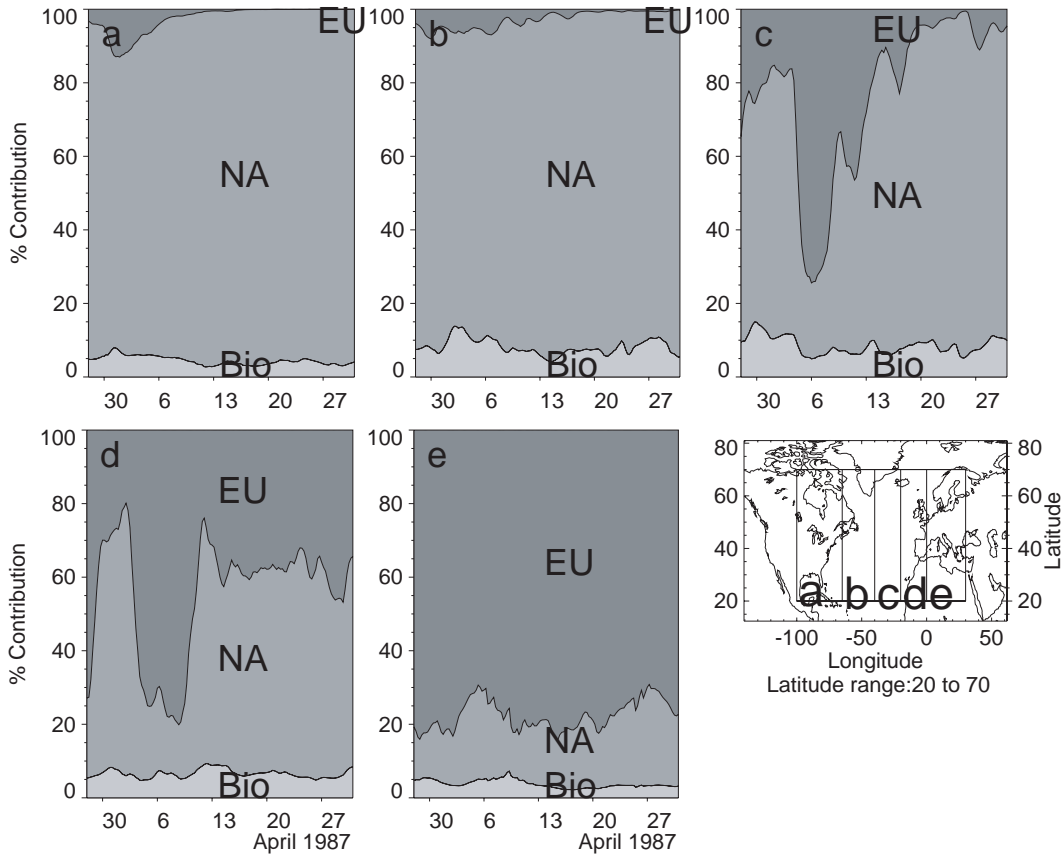 100
80
60
40
20
0
% Contribution
a
EU
NA
Bio
30 6 13 20 27
100
80
60
40
20
0
b
EU
NA
Bio
30 6 13 20 27
100
80
60
40
20
0
c
EU
NA
Bio
30 6 13 20 27
100
80
60
40
20
0
% Contribution
d
EU
NA
Bio
30 6 13 20 27
April 1987
100
80
60
40
20
0
e
EU
NA
Bio
30 6 13 20 27
April 1987
80
60
40
20
a b c d e
80
60
40
20
Latitude
-100 -50 0 50
Longitude
Latitude range:20 to 70